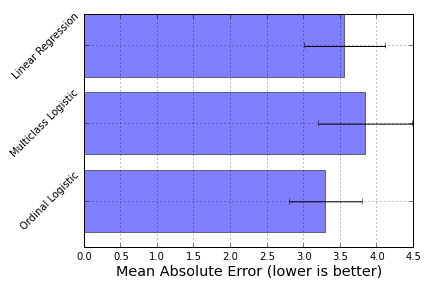 Linear Regression
Multiclass Logistic
Ordinal Logistic
0.0 0.5 1.0 1.5 2.0 2.5 3.0 3.5 4.0 4.5
Mean Absolute Error (lower is better)